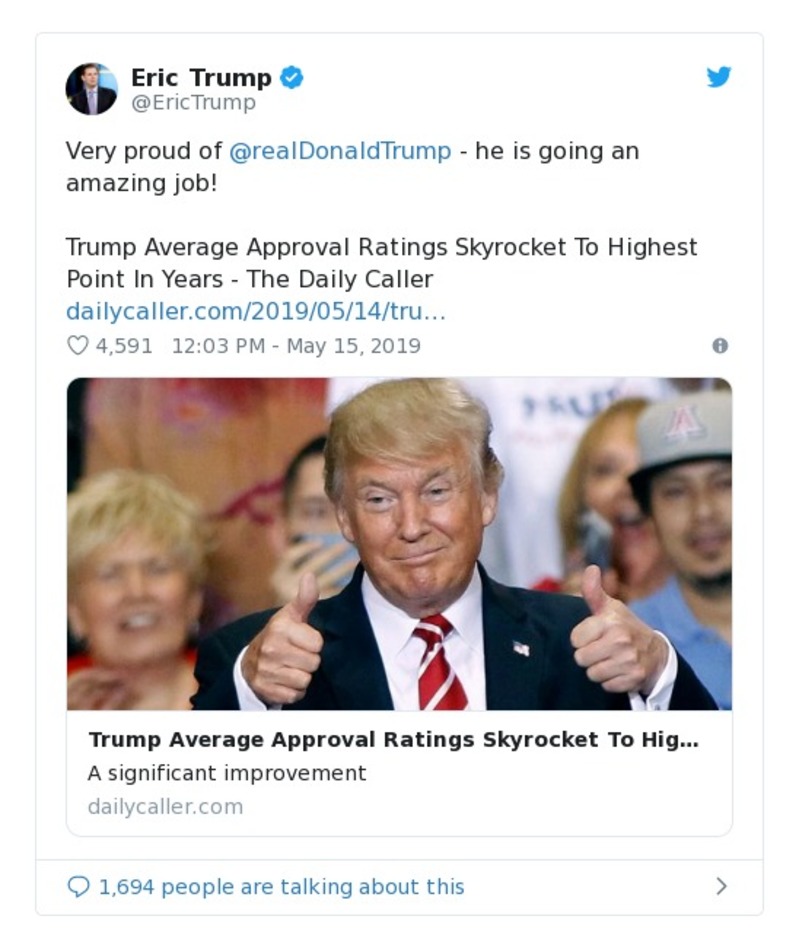 Eric Trump
@EricTrump
Very proud of @realDonaldTrump - he is going an
amazing job!
Trump Average Approval Ratings Skyrocket To Highest
Point In Years - The Daily Caller
dailycaller.com/2019/05/14/tru…
4,591 12:03 PM - May 15, 2019
A
Trump Average Approval Ratings Skyrocket To Hig…
A significant improvement
dailycaller.com
1,694 people are talking about this